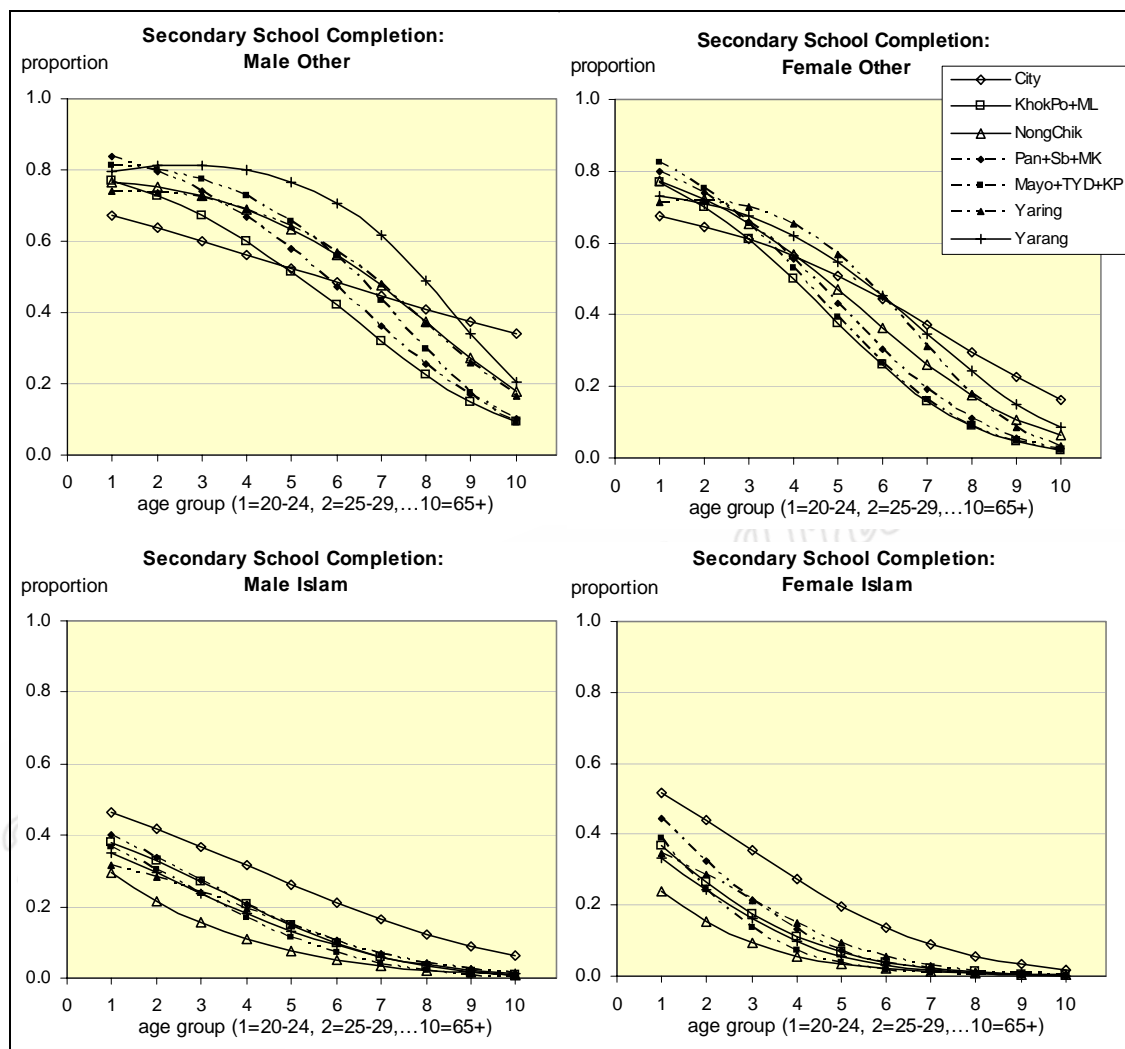 Secondary School Completion:
Male Other
proportion
1.0
0.8
0.6
0.4
0.2
0.0
0 1 2 3 4 5 6 7 8 9 10
age group (1=20-24, 2=25-29,…10=65+)
Secondary School Completion:
Female Other
proportion
City
KhokPo+ML
NongChik
Pan+Sb+MK
Mayo+TYD+KP
Yaring
Yarang
1.0
0.8
0.6
0.4
0.2
0.0
0 1 2 3 4 5 6 7 8 9 10
age group (1=20-24, 2=25-29,…10=65+)
Secondary School Completion:
Male Islam
proportion
1.0
0.8
0.6
0.4
0.2
0.0
0 1 2 3 4 5 6 7 8 9 10
age group (1=20-24, 2=25-29,…10=65+)
Secondary School Completion:
Female Islam
proportion
1.0
0.8
0.6
0.4
0.2
0.0
0 1 2 3 4 5 6 7 8 9 10
age group (1=20-24, 2=25-29,…10=65+)